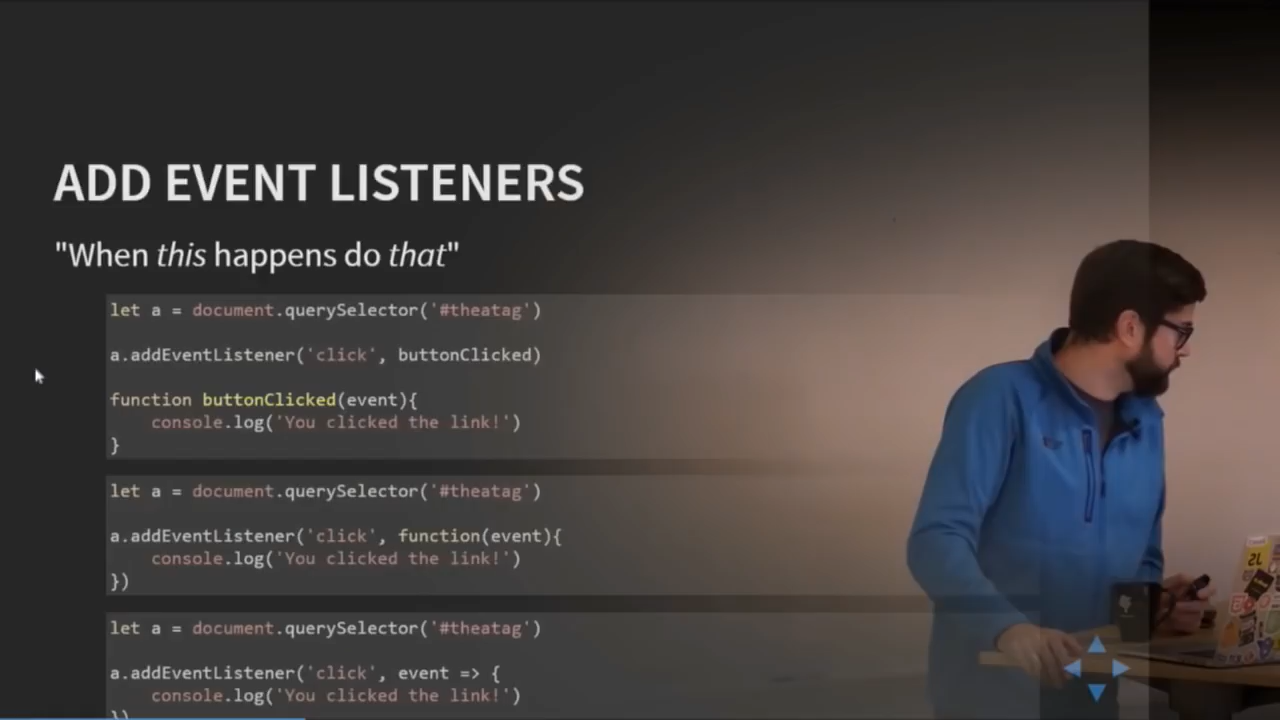 ADD EVENT LISTENERS
"When this happens do that"
let a = document.querySelector('#theatag')
a.addEventListener('click', buttonClicked)
function buttonClicked(event){
console.log('You clicked the link!')
}
let a = document.querySelector('#theatag')
a.addEventListener('click', function(event){
console.log('You clicked the link!')
})
let a = document.querySelector('#theatag')
a.addEventListener('click', event => {
console.log('You clicked the link!')
})